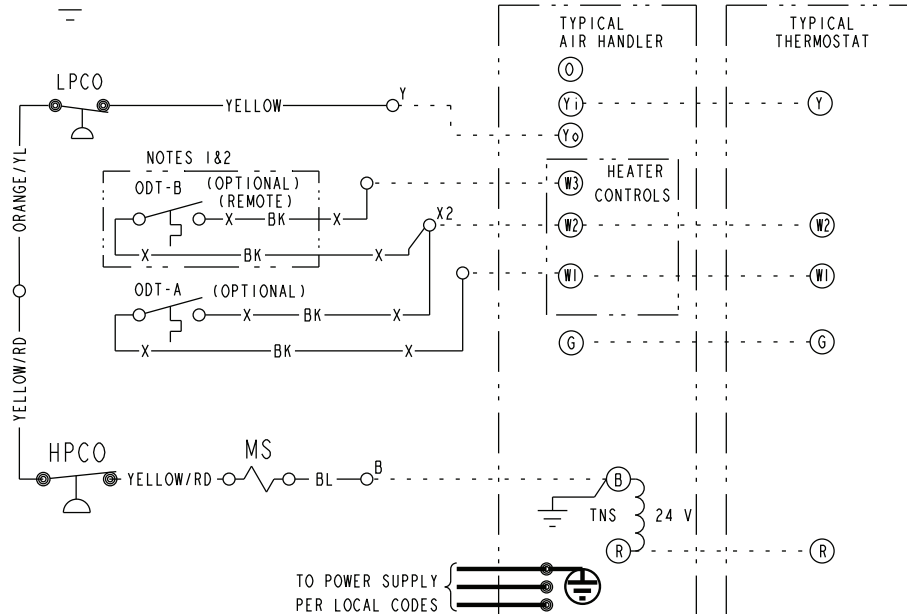 TYPICAL
AIR HANDLER
TYPICAL
THERMOSTAT
O
LPCO
YELLOW
Y
Yi
Y
Yo
ORANGE/YL
NOTES 1&2
HEATER
CONTROLS
ODT-B
(OPTIONAL)
(REMOTE)
W3
X
BK
X
X2
W2
W2
X
BK
X
ODT-A
(OPTIONAL)
W1
W1
X
BK
X
G
G
X
BK
X
YELLOW/RD
HPCO
MS
YELLOW/RD
BL
B
B
TNS
24 V
R
R
TO POWER SUPPLY
PER LOCAL CODES